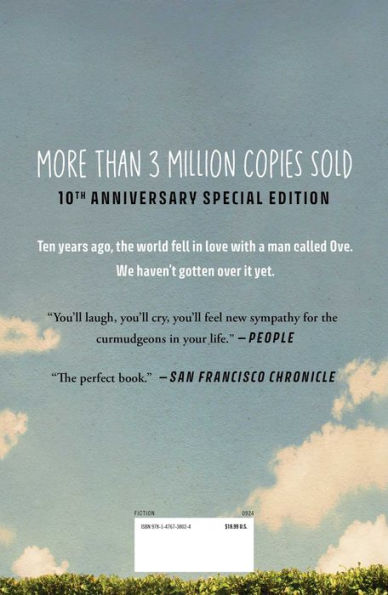 MORE THAN 3 MILLION COPIES SOLD
10TH ANNIVERSARY SPECIAL EDITION
Ten years ago, the world fell in love with a man called Ove.
We haven't gotten over it yet.
“You'll laugh, you'll cry, you'll feel new sympathy for the
curmudgeons in your life.” —PEOPLE
“The perfect book.” —SAN FRANCISCO CHRONICLE
FICTION 0924
ISBN 978-1-4767-3802-4 $19.99 U.S.